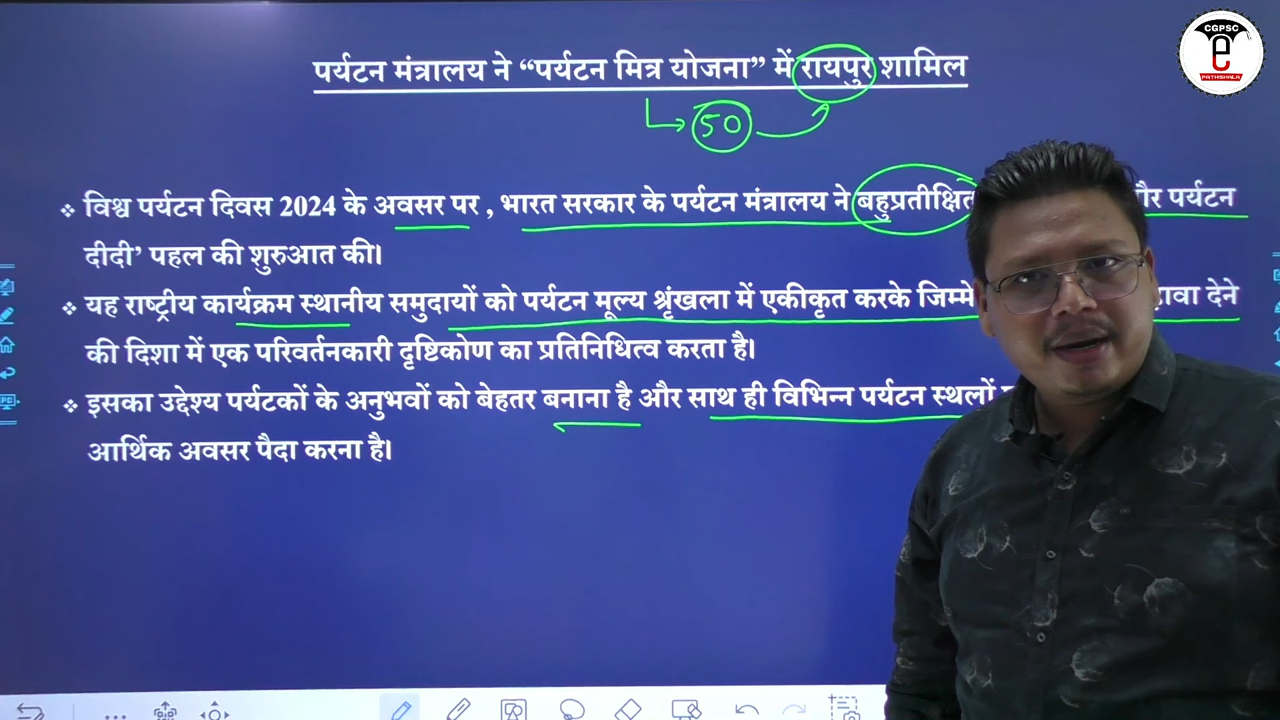 CGPSC
e
PATHSHALA
पर्यटन मंत्रालय ने “पर्यटन मित्र योजना” में रायपुर शामिल
50
विश्व पर्यटन दिवस 2024 के अवसर पर , भारत सरकार के पर्यटन मंत्रालय ने बहुप्रतीक्षित पर्यटन
दीदी’ पहल की शुरुआत की।
यह राष्ट्रीय कार्यक्रम स्थानीय समुदायों को पर्यटन मूल्य श्रृंखला में एकीकृत करके देने
की दिशा में एक परिवर्तनकारी दृष्टिकोण का प्रतिनिधित्व करता है।
इसका उद्देश्य पर्यटकों के अनुभवों को बेहतर बनाना है और साथ ही विभिन्न पर्यटन स्थलों
आर्थिक अवसर पैदा करना है।